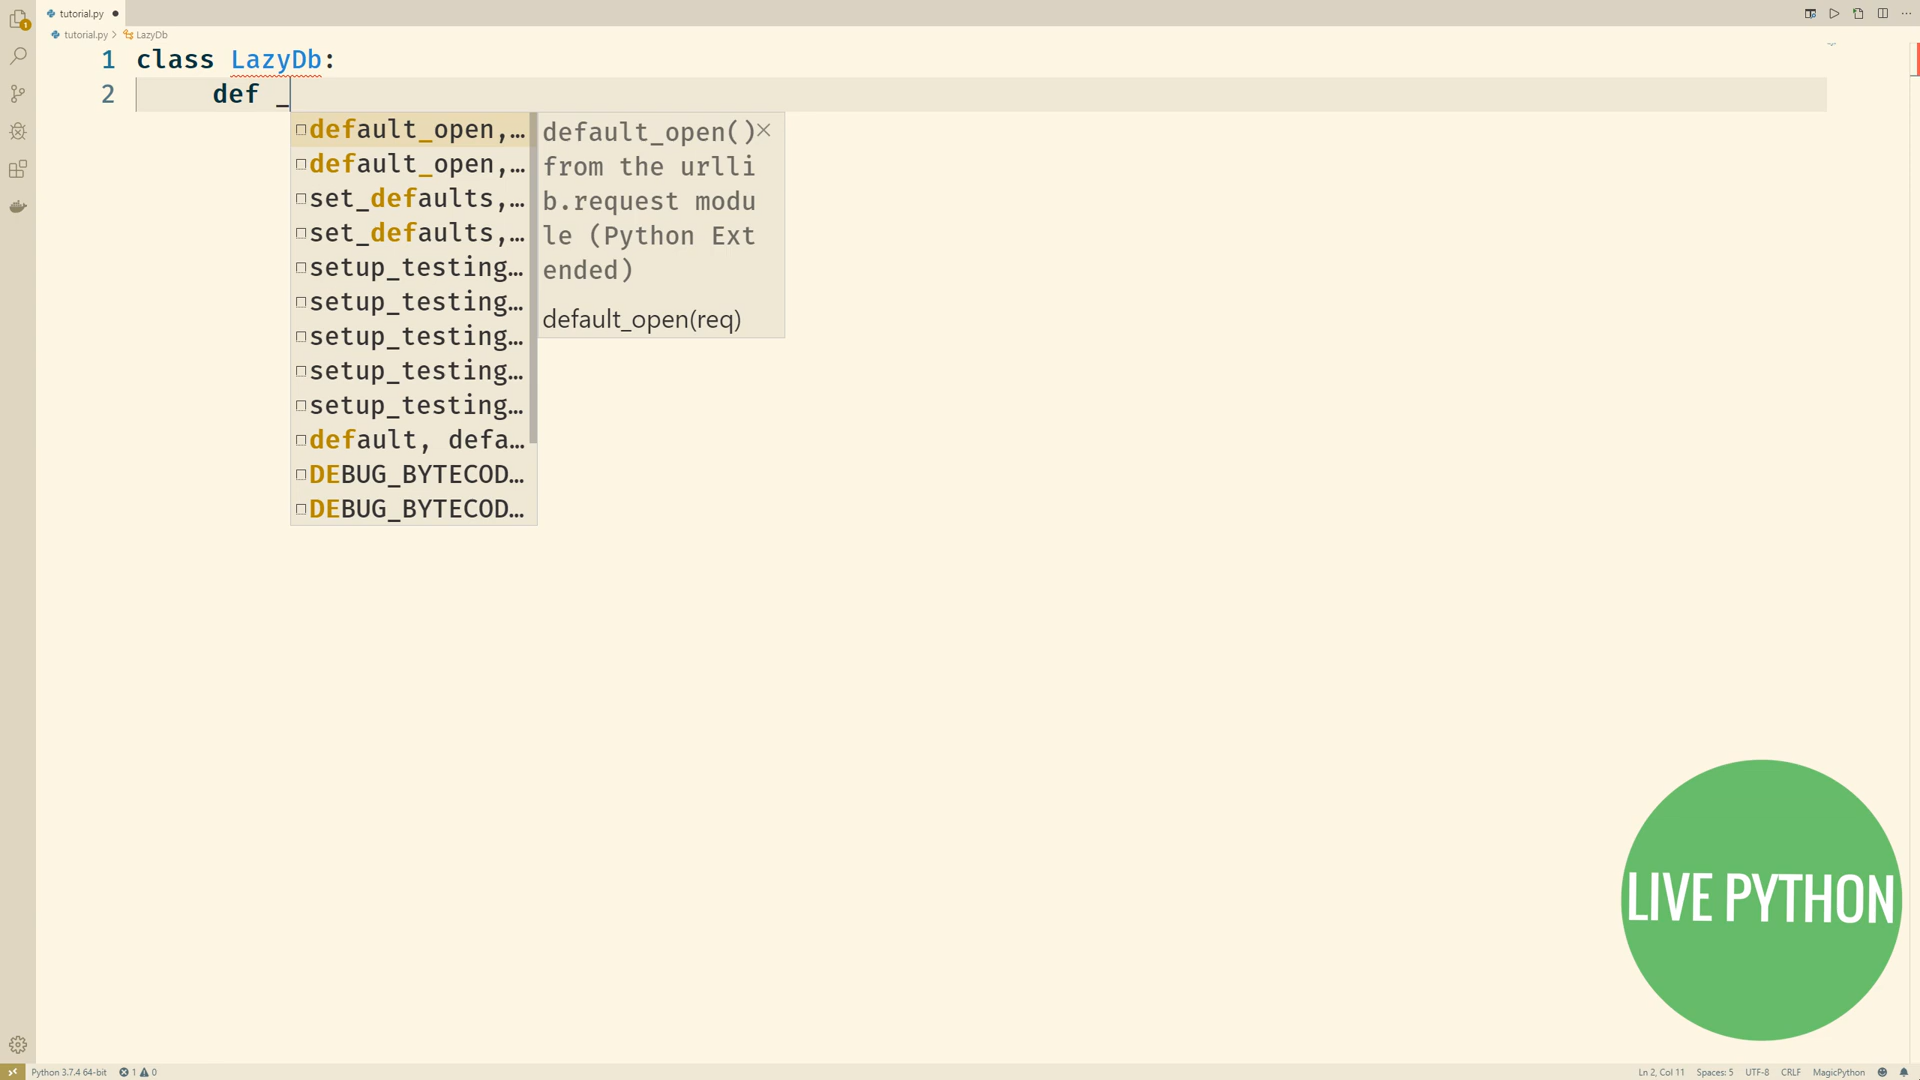 1
tutorial.py
tutorial.py LazyDb
1 class LazyDb:
2 def _
default_open,…
default_open,…
set_defaults,…
set_defaults,…
setup_testing…
setup_testing…
setup_testing…
setup_testing…
setup_testing…
default, defa…
DEBUG_BYTECOD…
DEBUG_BYTECOD…
default_open()
from the urlli
b.request modu
le (Python Ext
ended)
default_open(req)
LIVE PYTHON
Python 3.7.4 64-bit 1 0 Ln 2, Col 11 Spaces: 5 UTF-8 CRLF MagicPython